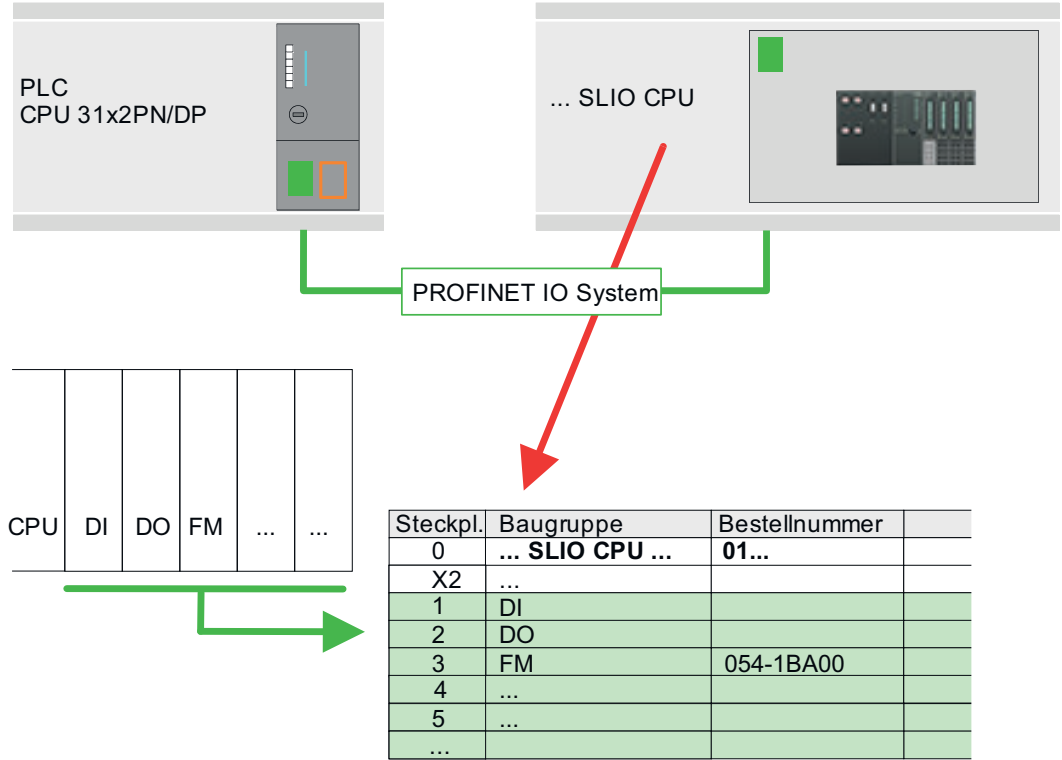 PLC
CPU 31x2PN/DP
... SLIO CPU
PROFINET IO System
CPU DI DO FM ... ...
Steckpl. Baugruppe Bestellnummer
0 ... SLIO CPU ... 01...
X2 ...
1 DI
2 DO
3 FM 054-1BA00
4 ...
5 ...
...